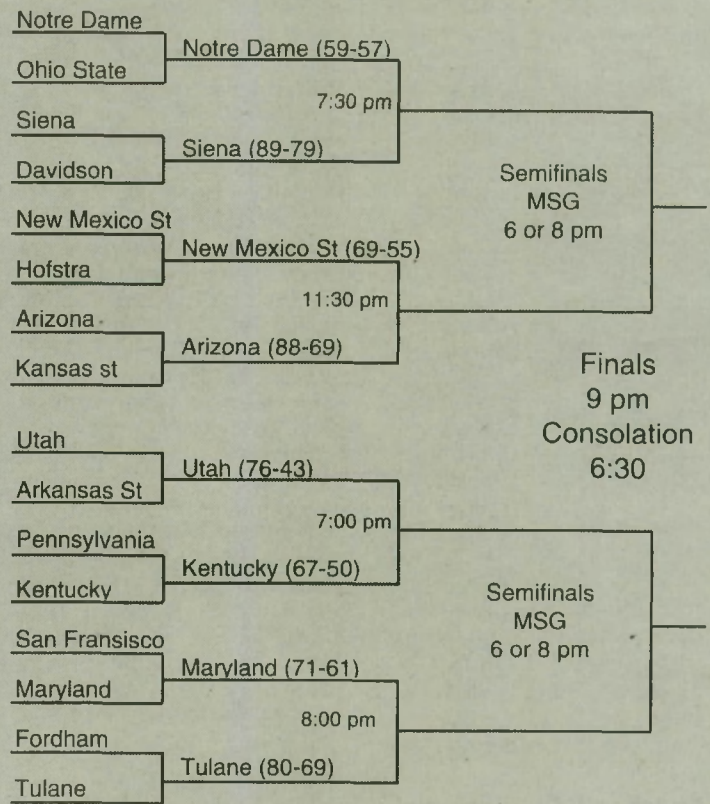 Notre Dame
Notre Dame (59-57)
Ohio State
7:30 pm
Siena
Siena (89-79)
Davidson
Semifinals
MSG
6 or 8 pm
New Mexico St
New Mexico St (69-55)
Hofstra
11:30 pm
Arizona
Arizona (88-69)
Kansas st
Finals
9 pm
Consolation
6:30
Utah
Utah (76-43)
Arkansas St
7:00 pm
Pennsylvania
Kentucky (67-50)
Kentucky
Semifinals
MSG
6 or 8 pm
San Fransisco
Maryland (71-61)
Maryland
8:00 pm
Fordham
Tulane (80-69)
Tulane